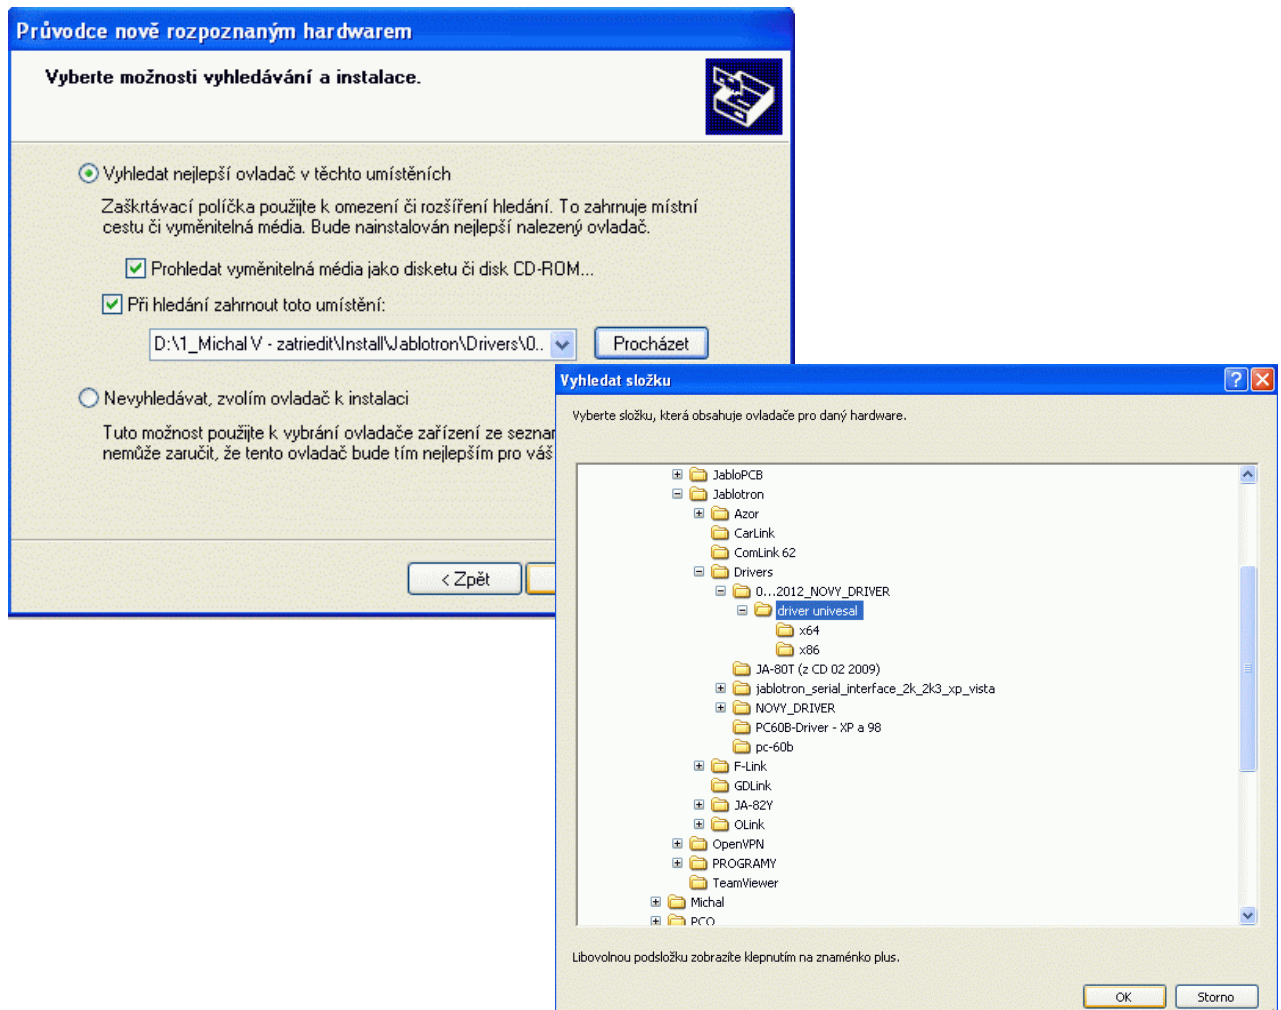 Průvodce nově rozpoznaným hardwarem
Vyberte možnosti vyhledávání a instalace.
Vyhledat nejlepší ovladač v těchto umístěních
Zaškrtávací políčka použijte k omezení či rozšíření hledání. To zahrnuje místní
cestu či vyměnitelná média. Bude nainstalován nejlepší nalezený ovladač.
Prohledat vyměnitelná média jako disketu či disk CD-ROM...
Při hledání zahrnout toto umístění:
D:\1_Michal V - zatriedit\Install\Jablotron\Drivers\0..
Procházet
Nevyhledávat, zvolím ovladač k instalaci
Tuto možnost použijte k vybrání ovladače zařízení ze seznam
nemůže zaručit, že tento ovladač bude tím nejlepším pro váš
< Zpět
Vyhledat složku
Vyberte složku, která obsahuje ovladače pro daný hardware.
JabloPCB
Jablotron
Azor
CarLink
ComLink 62
Drivers
0...2012_NOVY_DRIVER
driver univesal
x64
x86
JA-80T (z CD 02 2009)
jablotron_serial_interface_2k_2k3_xp_vista
NOVY_DRIVER
PC60B-Driver - XP a 98
pc-60b
F-Link
GDLink
JA-82Y
OLink
OpenVPN
PROGRAMY
TeamViewer
Michal
PCO
Libovolnou podsložku zobrazíte klepnutím na znaménko plus.
OK
Storno